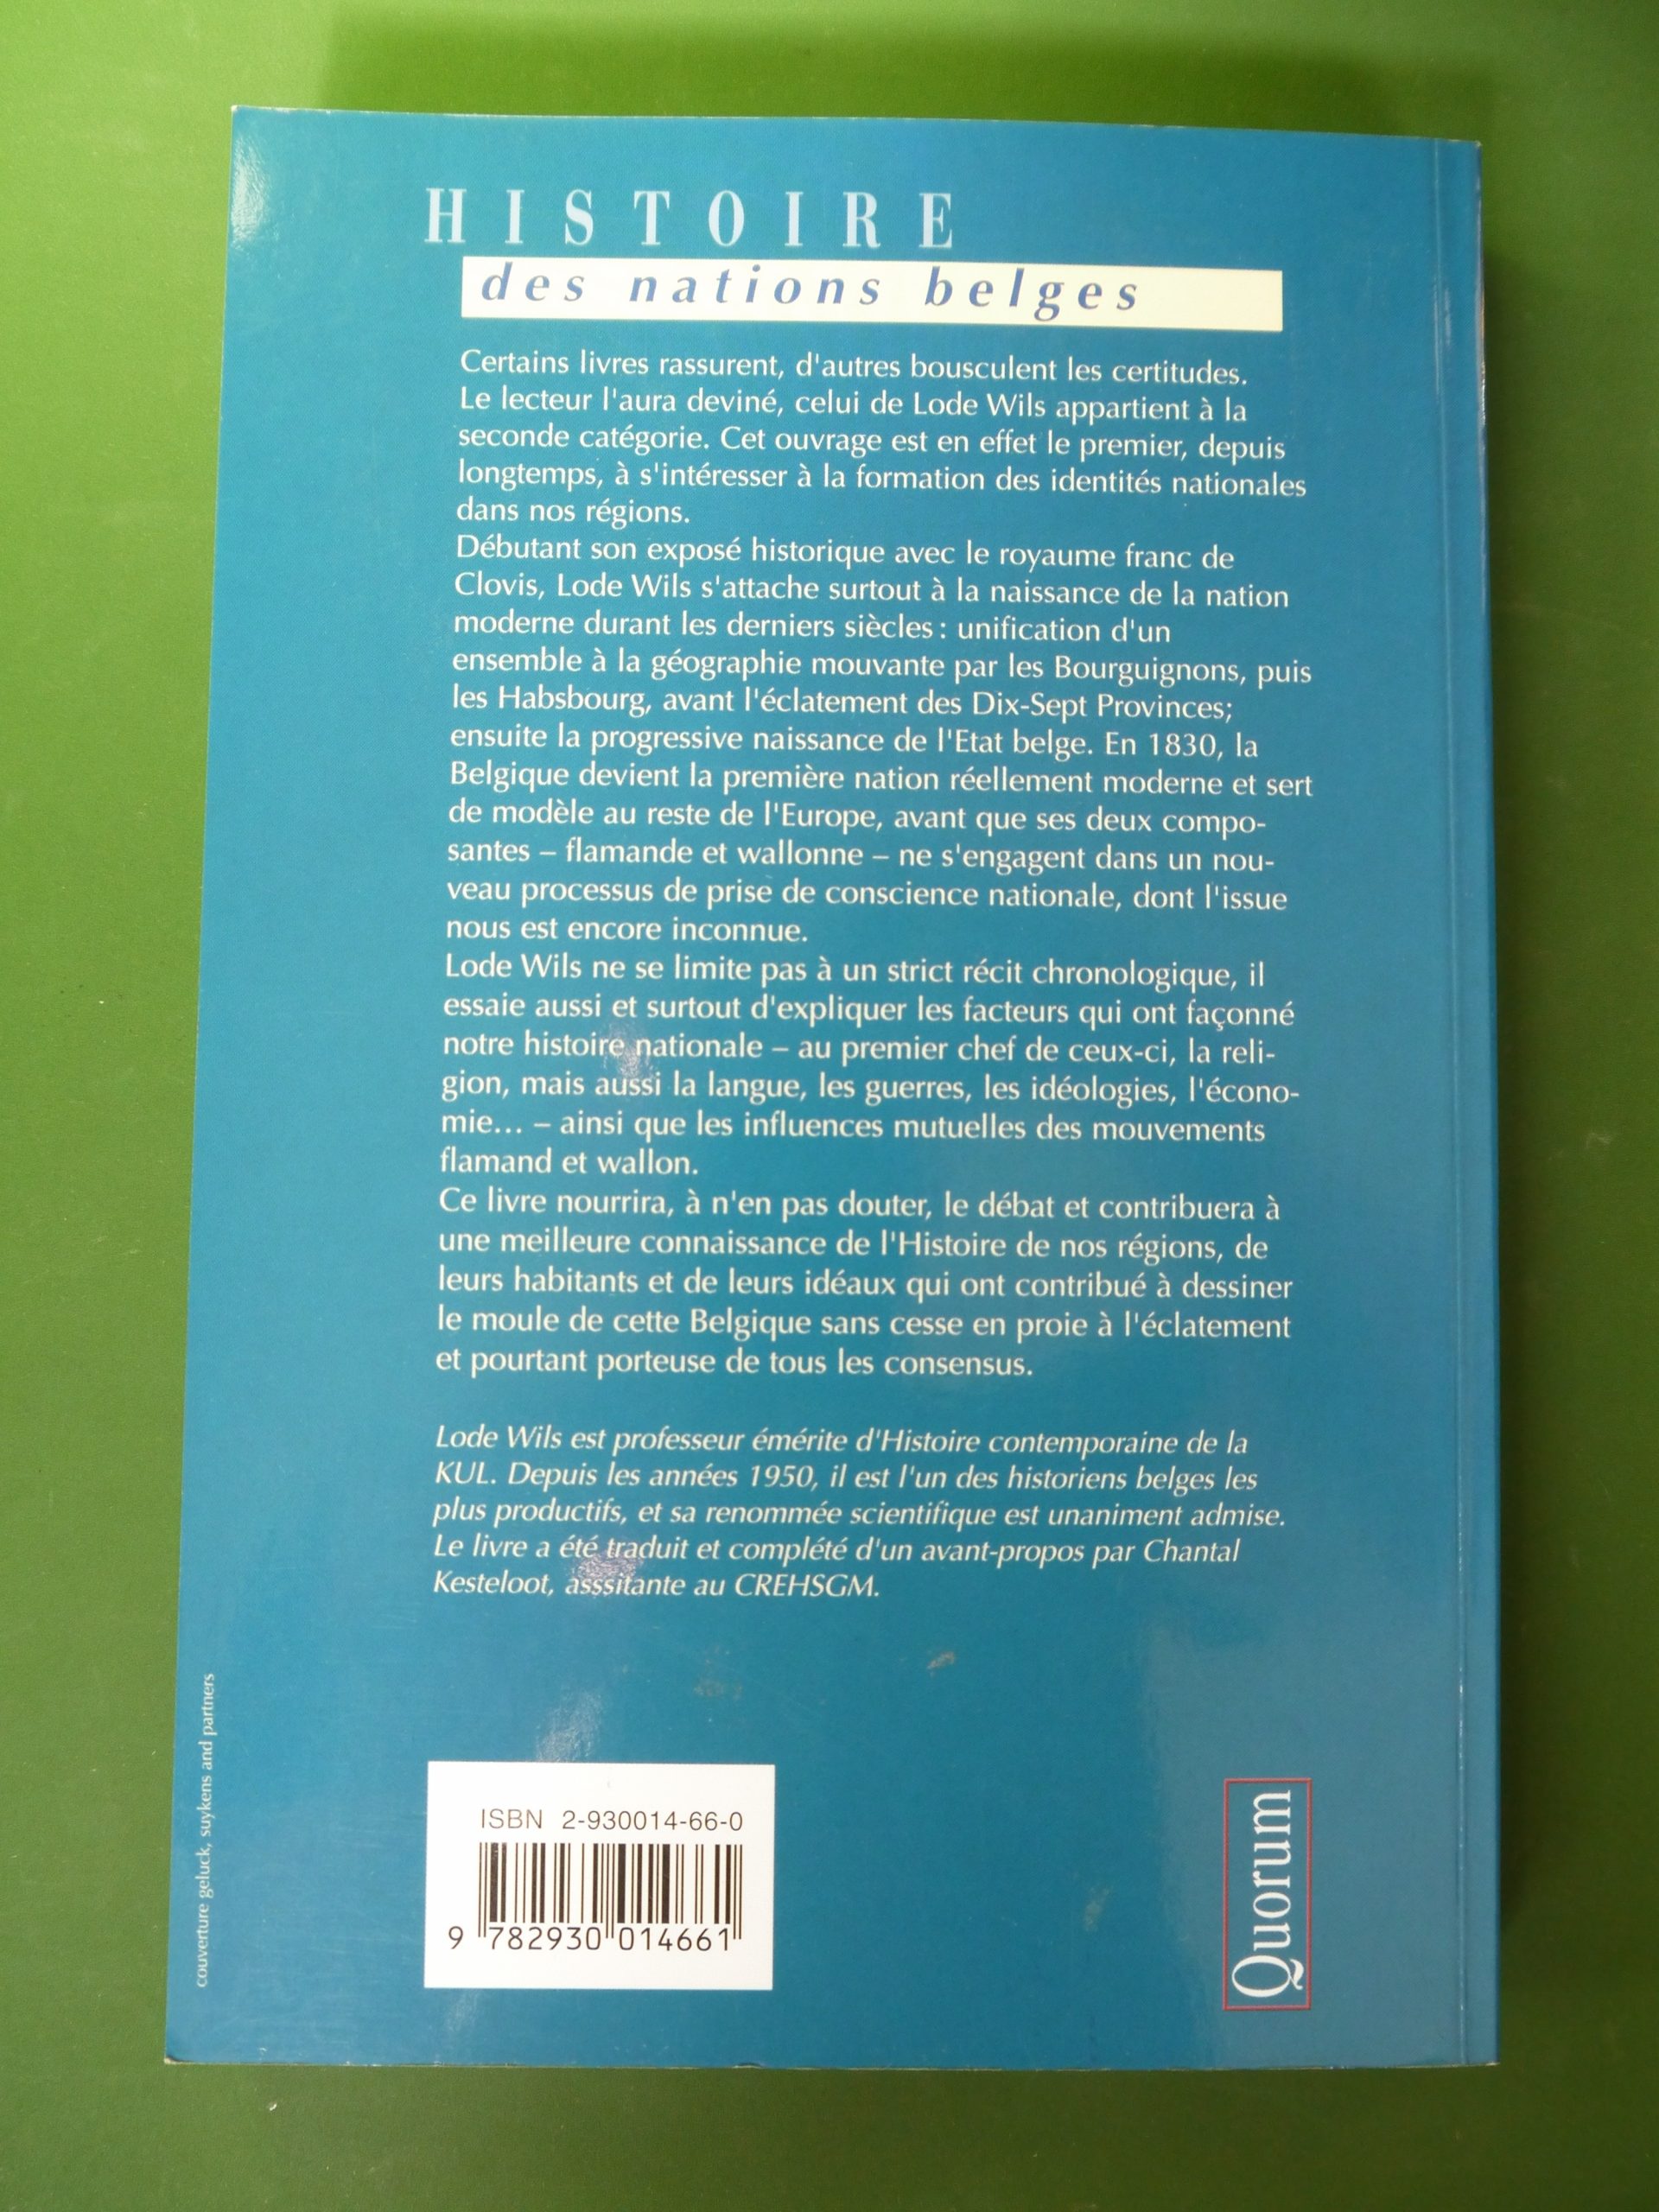 HISTOIRE
des nations belges
Certains livres rassurent, d'autres bousculent les certitudes.
Le lecteur l'aura deviné, celui de Lode Wils appartient à la
seconde catégorie. Cet ouvrage est en effet le premier, depuis
longtemps, à s'intéresser à la formation des identités nationales
dans nos régions.
Débutant son exposé historique avec le royaume franc de
Clovis, Lode Wils s'attache surtout à la naissance de la nation
moderne durant les derniers siècles : unification d'un
ensemble à la géographie mouvante par les Bourguignons, puis
les Habsbourg, avant l'éclatement des Dix-Sept Provinces;
ensuite la progressive naissance de l'Etat belge. En 1830, la
Belgique devient la première nation réellement moderne et sert
de modèle au reste de l'Europe, avant que ses deux compo-
santes – flamande et wallonne – ne s'engagent dans un nou-
veau processus de prise de conscience nationale, dont l'issue
nous est encore inconnue.
Lode Wils ne se limite pas à un strict récit chronologique, il
essaie aussi et surtout d'expliquer les facteurs qui ont façonné
notre histoire nationale – au premier chef de ceux-ci, la reli-
gion, mais aussi la langue, les guerres, les idéologies, l'écono-
mie... – ainsi que les influences mutuelles des mouvements
flamand et wallon.
Ce livre nourrira, à n'en pas douter, le débat et contribuera à
une meilleure connaissance de l'Histoire de nos régions, de
leurs habitants et de leurs idéaux qui ont contribué à dessiner
le moule de cette Belgique sans cesse en proie à l'éclatement
et pourtant porteuse de tous les consensus.
Lode Wils est professeur émérite d'Histoire contemporaine de la
KUL. Depuis les années 1950, il est l'un des historiens belges les
plus productifs, et sa renommée scientifique est unaniment admise.
Le livre a été traduit et complété d'un avant-propos par Chantal
Kesteloot, asssitante au CREHSGM.
couverture geluck, suykens and partners
ISBN 2-930014-66-0
9 782930 014661
Quorum